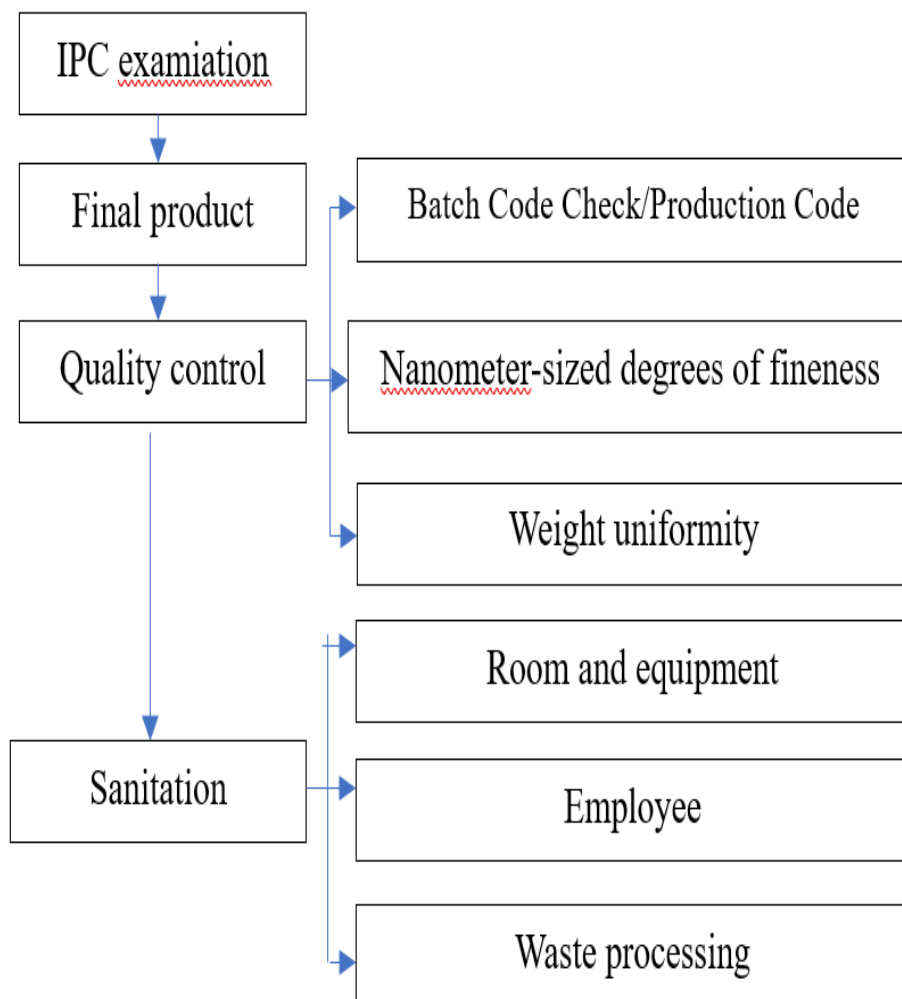 IPC examiation
Final product
Batch Code Check/Production Code
Quality control
Nanometer-sized degrees of fineness
Weight uniformity
Room and equipment
Sanitation
Employee
Waste processing